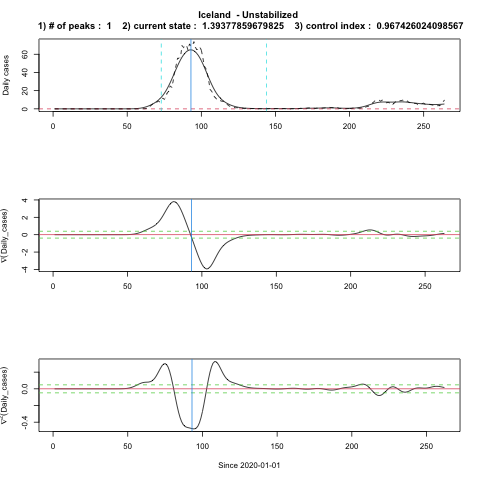 Iceland - Unstabilized
1) # of peaks : 1 2) current state : 1.39377859679825 3) control index : 0.967426024098567
Daily cases
60
40
20
0
0 50 100 150 200 250
∇(Daily_cases)
4
2
0
-2
-4
0 50 100 150 200 250
∇²(Daily_cases)
0.0
-0.4
0 50 100 150 200 250
Since 2020-01-01